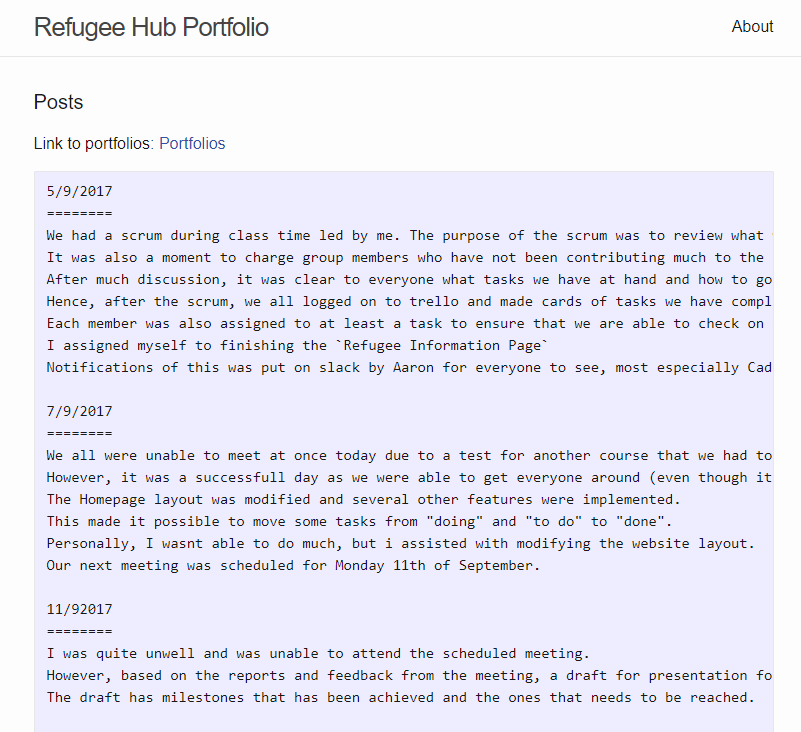 Refugee Hub Portfolio
About
Posts
Link to portfolios: Portfolios
5/9/2017
========
We had a scrum during class time led by me. The purpose of the scrum was to review what
It was also a moment to charge group members who have not been contributing much to the
After much discussion, it was clear to everyone what tasks we have at hand and how to go
Hence, after the scrum, we all logged on to trello and made cards of tasks we have compl
Each member was also assigned to at least a task to ensure that we are able to check on
I assigned myself to finishing the `Refugee Information Page`
Notifications of this was put on slack by Aaron for everyone to see, most especially Cad
7/9/2017
========
We all were unable to meet at once today due to a test for another course that we had to
However, it was a successfull day as we were able to get everyone around (even though it
The Homepage layout was modified and several other features were implemented.
This made it possible to move some tasks from "doing" and "to do" to "done".
Personally, I wasnt able to do much, but i assisted with modifying the website layout.
Our next meeting was scheduled for Monday 11th of September.
11/92017
========
I was quite unwell and was unable to attend the scheduled meeting.
However, based on the reports and feedback from the meeting, a draft for presentation fo
The draft has milestones that has been achieved and the ones that needs to be reached.